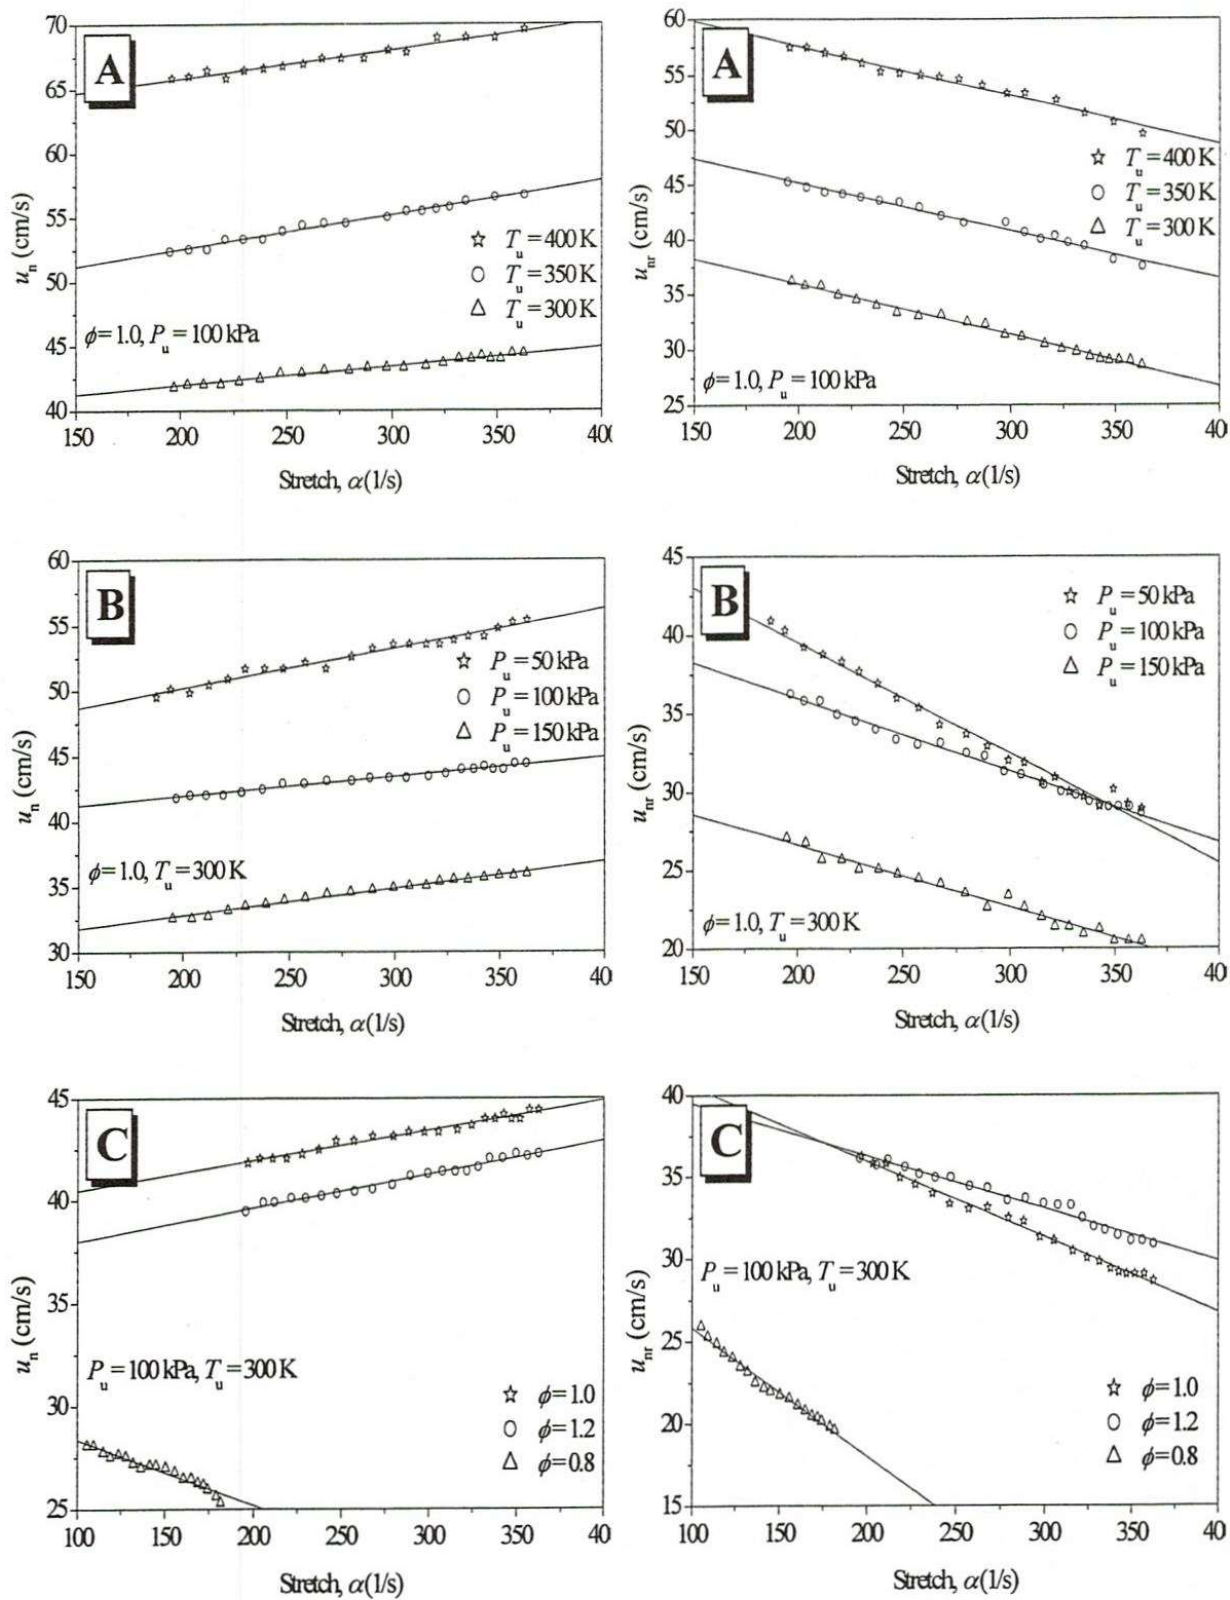 70
65
60
55
50
45
40
A
u_n (cm/s)
☆ T_u = 400 K
○ T_u = 350 K
△ T_u = 300 K
ϕ = 1.0, P_u = 100 kPa
150 200 250 300 350 40
Stretch, α (1/s)
60
55
50
45
40
35
30
25
A
u_nr (cm/s)
☆ T_u = 400 K
○ T_u = 350 K
△ T_u = 300 K
ϕ = 1.0, P_u = 100 kPa
150 200 250 300 350 40
Stretch, α (1/s)
60
55
50
45
40
35
30
B
u_n (cm/s)
☆ P_u = 50 kPa
○ P_u = 100 kPa
△ P_u = 150 kPa
ϕ = 1.0, T_u = 300 K
150 200 250 300 350 40
Stretch, α (1/s)
45
40
35
30
25
20
B
u_nr (cm/s)
☆ P_u = 50 kPa
○ P_u = 100 kPa
△ P_u = 150 kPa
ϕ = 1.0, T_u = 300 K
150 200 250 300 350 40
Stretch, α (1/s)
45
40
35
30
25
C
u_n (cm/s)
P_u = 100 kPa, T_u = 300 K
☆ ϕ = 1.0
○ ϕ = 1.2
△ ϕ = 0.8
100 150 200 250 300 350 40
Stretch, α (1/s)
40
35
30
25
20
15
C
u_nr (cm/s)
P_u = 100 kPa, T_u = 300 K
☆ ϕ = 1.0
○ ϕ = 1.2
△ ϕ = 0.8
100 150 200 250 300 350 40
Stretch, α (1/s)